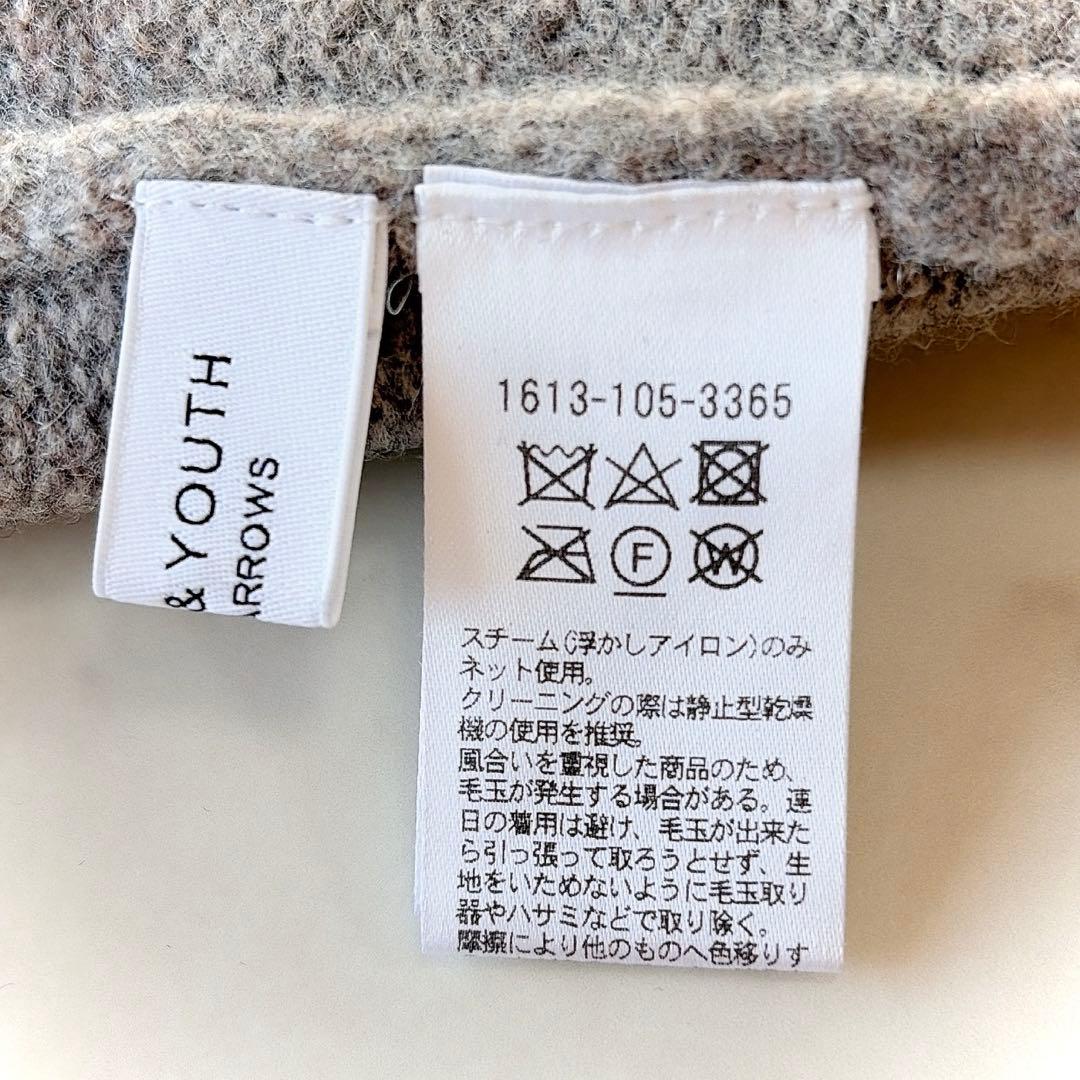 & YOUTH
ARROWS
1613-105-3365
F
W
スチーム(浮かしアイロン)のみ
ネット使用。
クリーニングの際は静止型乾燥
機の使用を推奨。
風合いを重視した商品のため、
毛玉が発生する場合がある。連
日の着用は避け、毛玉が出来た
ら引っ張って取ろうとせず、生
地をいためないように毛玉取り
器やハサミなどで取り除く。
摩擦により他のものへ色移りす